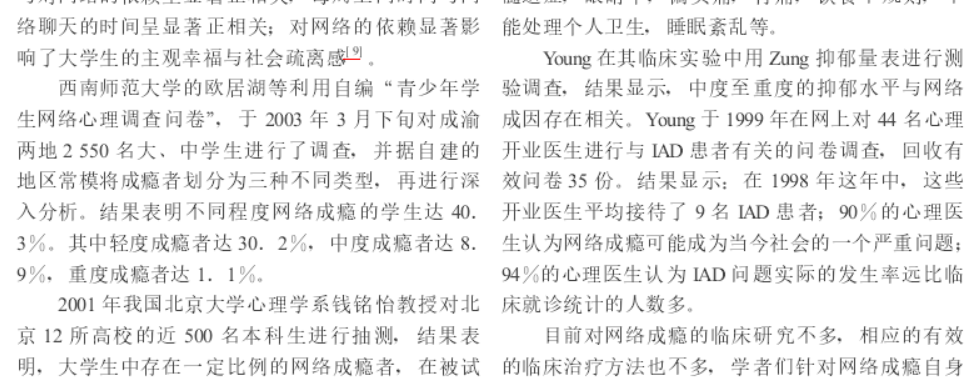 络聊天的时间呈显著正相关；对网络的依赖显著影
响了大学生的主观幸福与社会疏离感[9]。
西南师范大学的欧居湖等利用自编“青少年学
生网络心理调查问卷”，于 2003 年 3 月下旬对成渝
两地 2 550 名大、中学生进行了调查，并据自建的
地区常模将成瘾者划分为三种不同类型，再进行深
入分析。结果表明不同程度网络成瘾的学生达 40.
3%。其中轻度成瘾者达 30. 2%，中度成瘾者达 8.
9%，重度成瘾者达 1. 1%。
2001 年我国北京大学心理学系钱铭怡教授对北
京 12 所高校的近 500 名本科生进行抽测，结果表
明，大学生中存在一定比例的网络成瘾者，在被试
能处理个人卫生，睡眠紊乱等。
Young 在其临床实验中用 Zung 抑郁量表进行测
验调查，结果显示，中度至重度的抑郁水平与网络
成因存在相关。Young 于 1999 年在网上对 44 名心理
开业医生进行与 IAD 患者有关的问卷调查，回收有
效问卷 35 份。结果显示：在 1998 年这年中，这些
开业医生平均接待了 9 名 IAD 患者；90%的心理医
生认为网络成瘾可能成为当今社会的一个严重问题；
94%的心理医生认为 IAD 问题实际的发生率远比临
床就诊统计的人数多。
目前对网络成瘾的临床研究不多，相应的有效
的临床治疗方法也不多，学者们针对网络成瘾自身